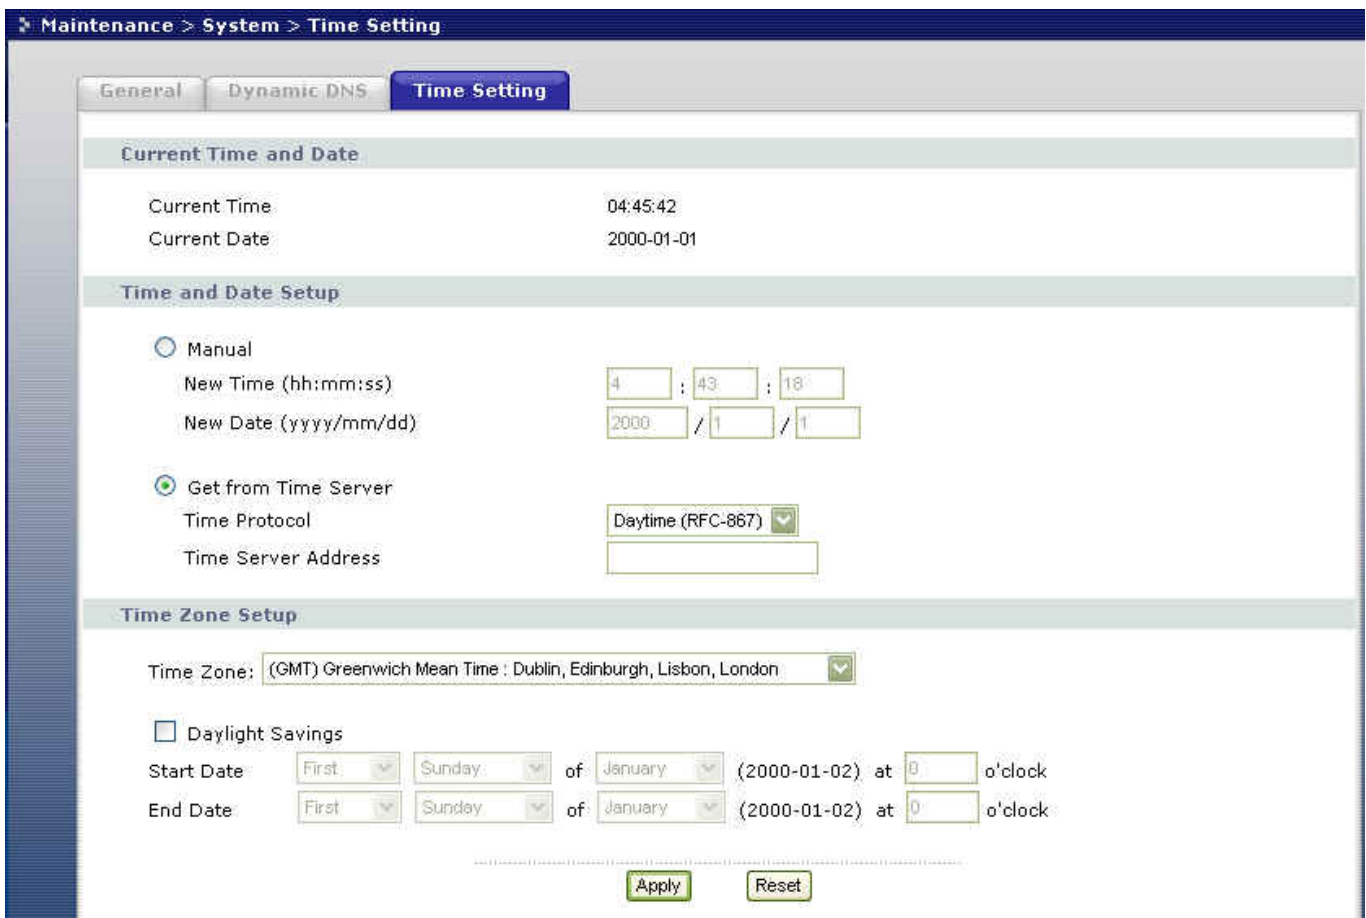 Maintenance > System > Time Setting
General Dynamic DNS Time Setting
Current Time and Date
Current Time 04:45:42
Current Date 2000-01-01
Time and Date Setup
Manual
New Time (hh:mm:ss) 4 : 43 : 18
New Date (yyyy/mm/dd) 2000 / 1 / 1
Get from Time Server
Time Protocol Daytime (RFC-867)
Time Server Address
Time Zone Setup
Time Zone: (GMT) Greenwich Mean Time : Dublin, Edinburgh, Lisbon, London
Daylight Savings
Start Date First Sunday of January (2000-01-02) at 0 o'clock
End Date First Sunday of January (2000-01-02) at 0 o'clock
Apply Reset